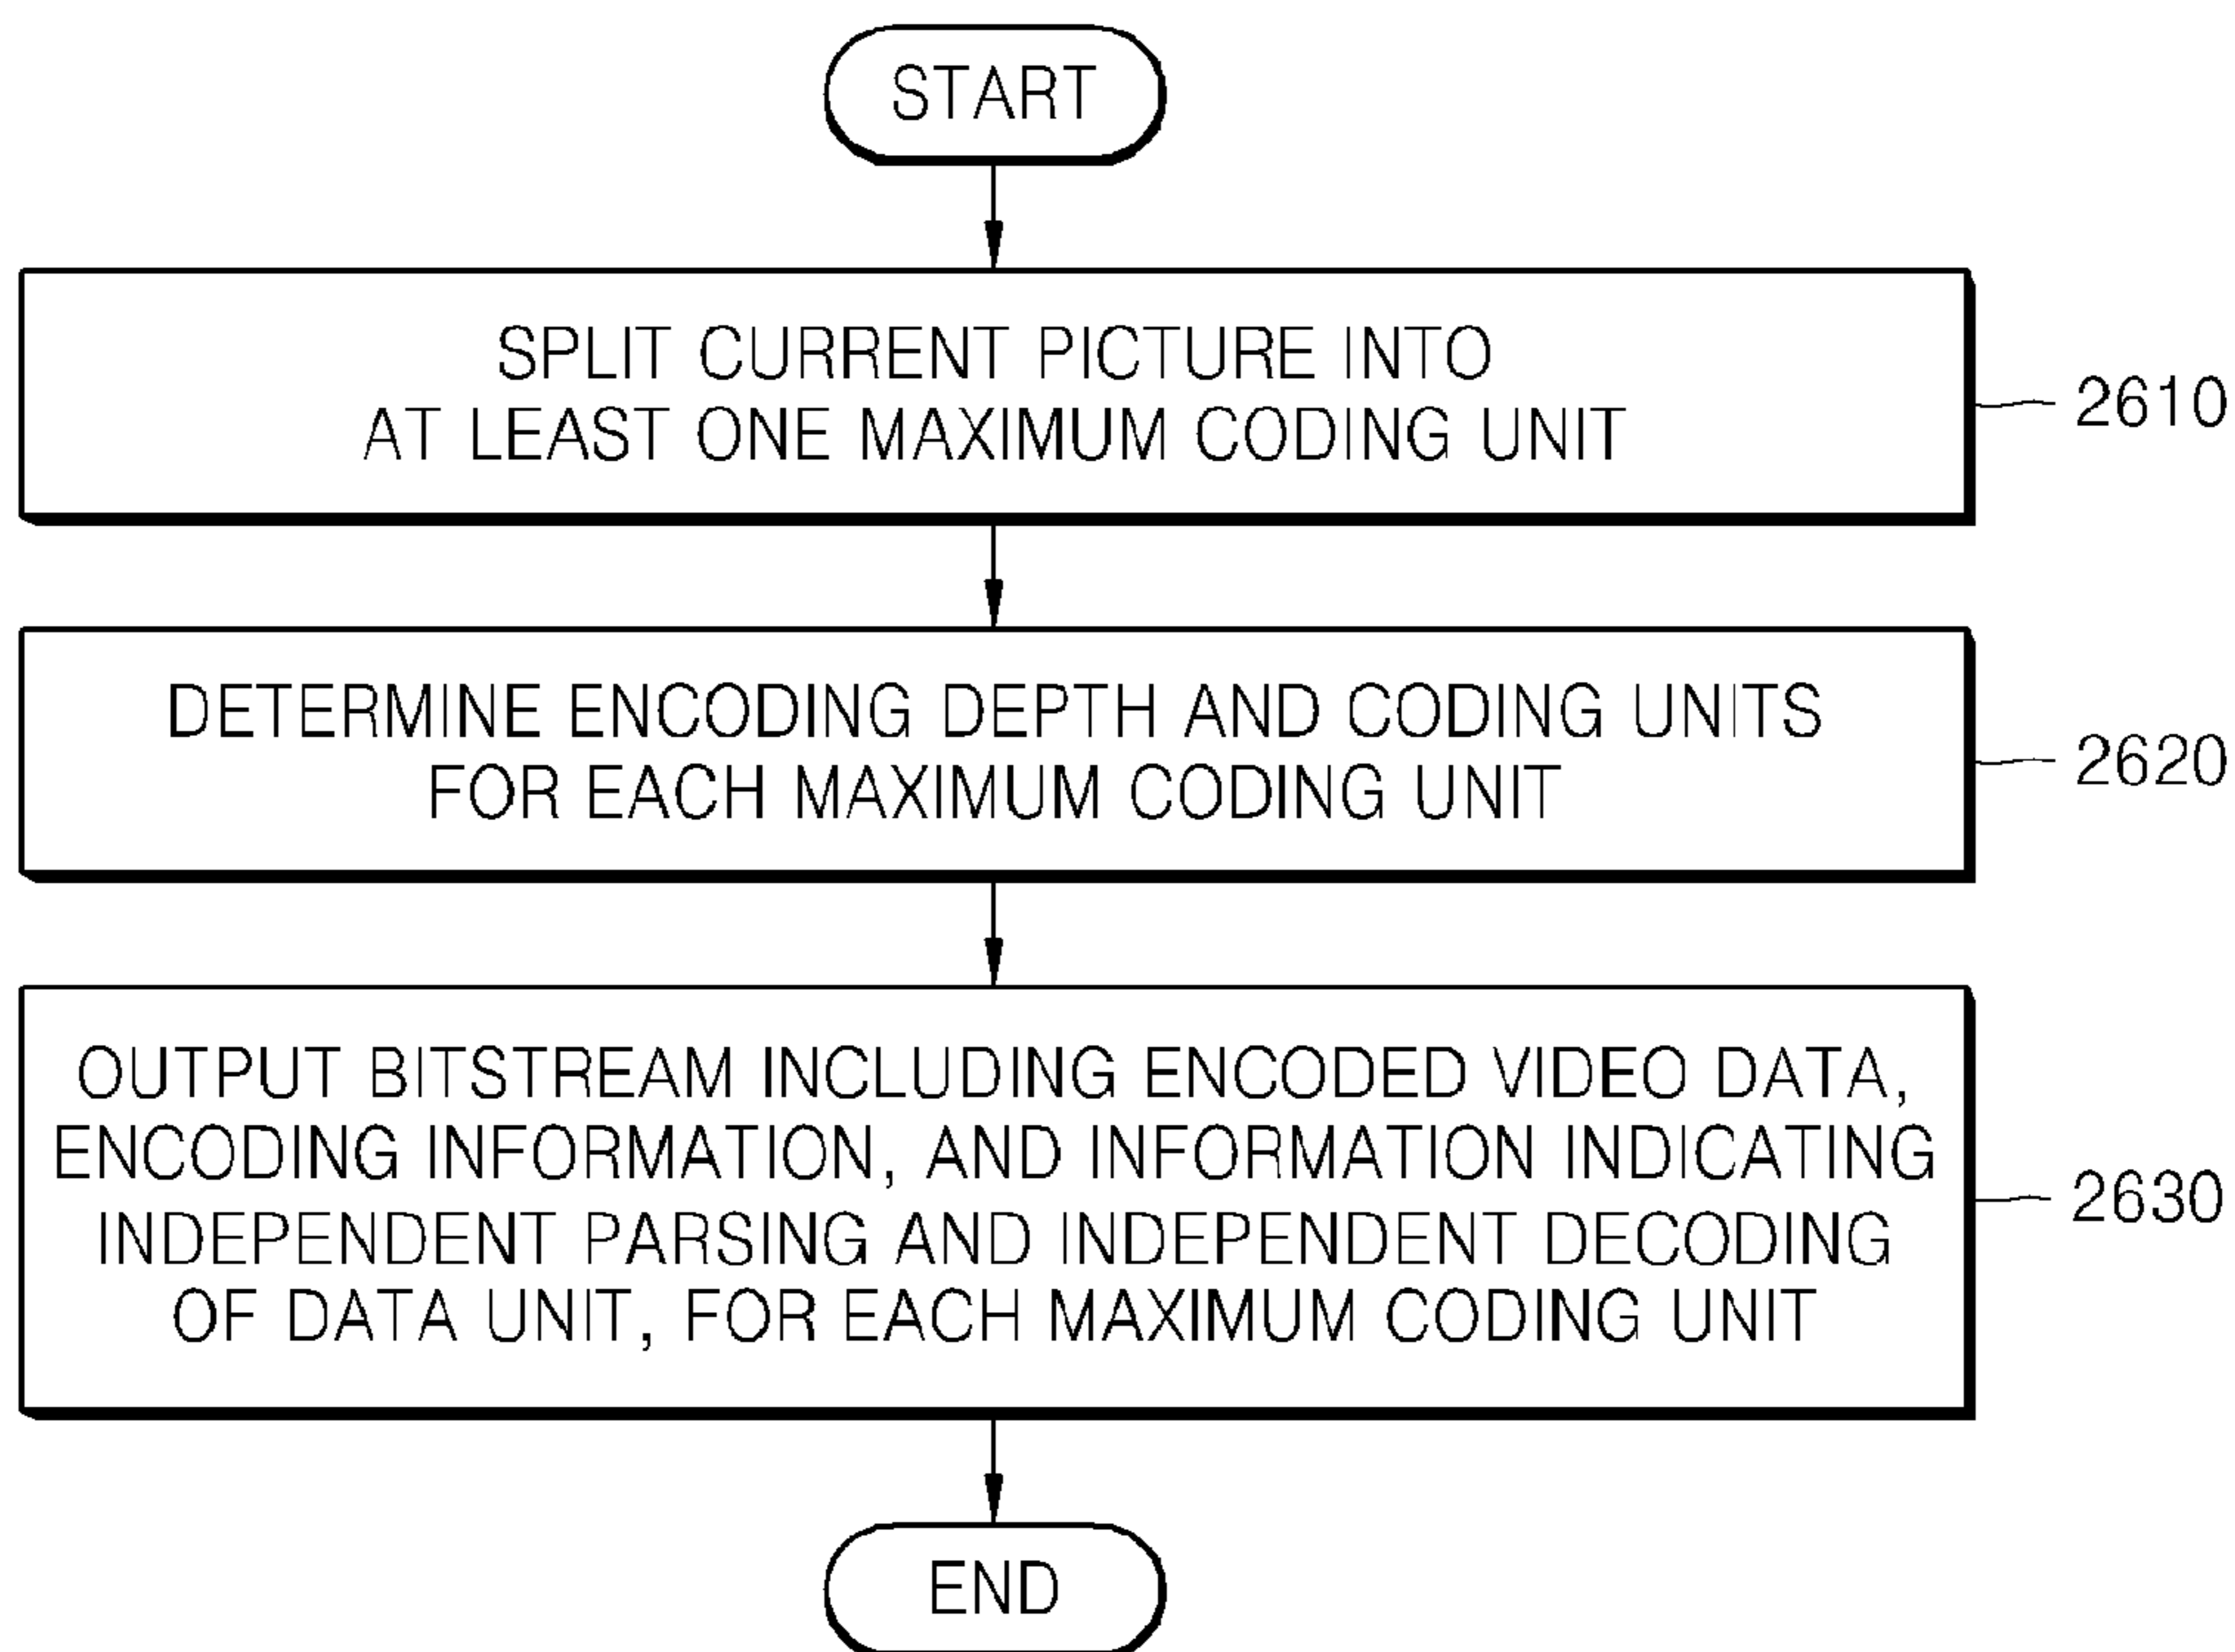 START
SPLIT CURRENT PICTURE INTO
AT LEAST ONE MAXIMUM CODING UNIT
2610
DETERMINE ENCODING DEPTH AND CODING UNITS
FOR EACH MAXIMUM CODING UNIT
2620
OUTPUT BITSTREAM INCLUDING ENCODED VIDEO DATA,
ENCODING INFORMATION, AND INFORMATION INDICATING
INDEPENDENT PARSING AND INDEPENDENT DECODING
OF DATA UNIT, FOR EACH MAXIMUM CODING UNIT
2630
END